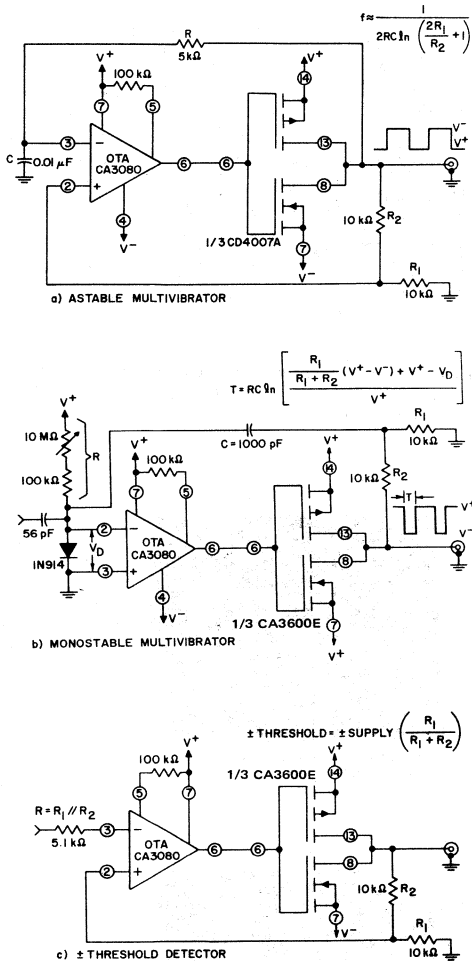 f ≈ 1 / 2RC ln (2R1/R2 + 1)
R
5kΩ
V+
100 kΩ
V+
7
5
14
3
−
OTA
CA3080
6
6
13
V−
V+
C
0.01 µF
2
+
8
4
10 kΩ
R2
V−
1/3 CD4007A
7
V−
R1
10 kΩ
a) ASTABLE MULTIVIBRATOR
T = RC ln [ (R1/(R1 + R2) (V+ − V−) + V+ − VD) / V+ ]
V+
10 MΩ
R
100 kΩ
V+
100 kΩ
C = 1000 pF
V+
R1
10 kΩ
7
5
14
10 kΩ
R2
T
V+
V−
56 pF
2
−
OTA
CA3080
6
6
13
8
VD
1N914
3
+
4
V−
1/3 CA3600E
7
V+
b) MONOSTABLE MULTIVIBRATOR
± THRESHOLD = ± SUPPLY (R1 / (R1 + R2))
V+
100 kΩ
1/3 CA3600E
V+
5
7
14
R = R1 // R2
5.1 kΩ
3
−
OTA
CA3080
6
6
13
8
2
+
10 kΩ
R2
7
V−
R1
10 kΩ
c) ± THRESHOLD DETECTOR